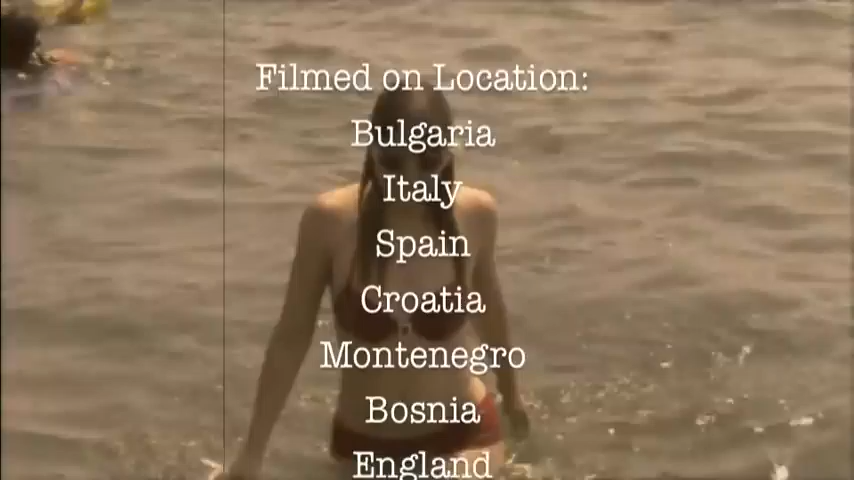 Filmed on Location:
Bulgaria
Italy
Spain
Croatia
Montenegro
Bosnia
England